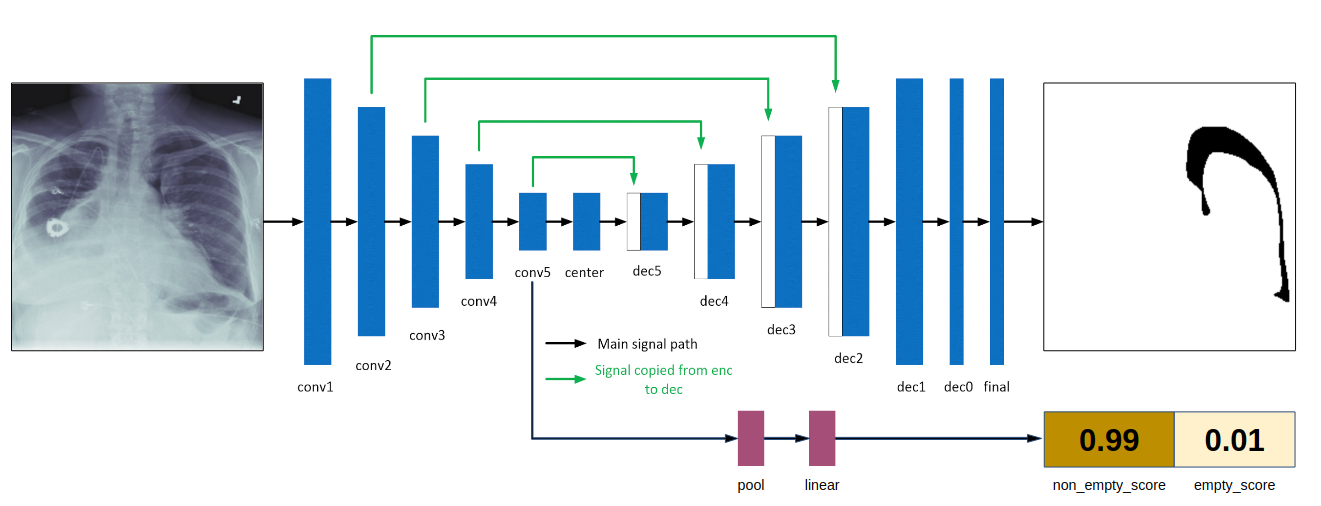 conv1
conv2
conv3
conv4
conv5
center
dec5
dec4
dec3
dec2
dec1
dec0
final
Main signal path
Signal copied from enc
to dec
pool
linear
0.99
0.01
non_empty_score
empty_score